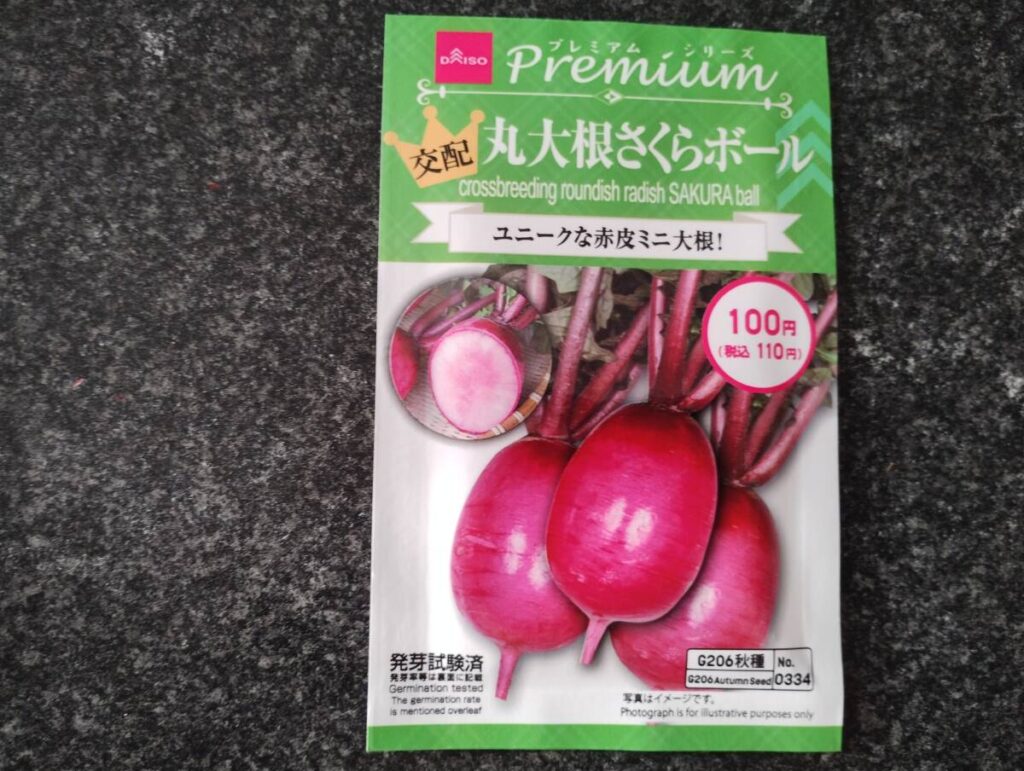 DAISO
プレミアム シリーズ
Premium
交配
丸大根さくらボール
crossbreeding roundish radish SAKURA ball
ユニークな赤皮ミニ大根!
100円
(税込 110円)
発芽試験済
発芽率等は裏面に記載
Germination tested
The germination rate
is mentioned overleaf
G206秋種
G206 Autumn Seed
No.
0334
写真はイメージです。
Photograph is for illustrative purposes only